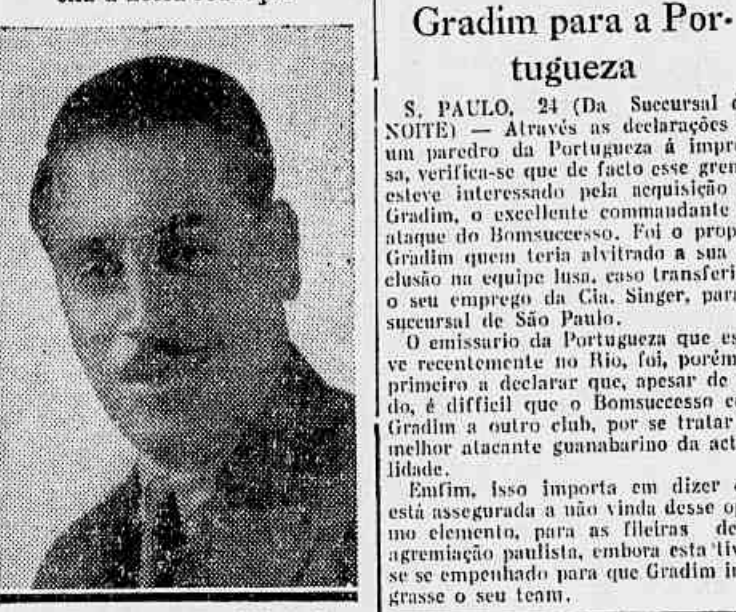 Gradim para a Por-
tugueza
S. PAULO, 24 (Da Succursal
NOITE) — Através as declarações
um paredro da Portugueza á impre
sa, verifica-se que de facto esse grem
esteve interessado pela acquisição
Gradim, o excellente commandante
ataque do Bomsuccesso. Foi o prop
Gradim quem teria alvitrado a sua
clusão na equipe lusa, caso transferi
o seu emprego da Cia. Singer, para
succursal de São Paulo.
O emissario da Portugueza que es
ve recentemente no Rio, foi, porém
primeiro a declarar que, apesar de
do, é difficil que o Bomsuccesso c
Gradim a outro club, por se tratar
melhor atacante guanabarino da act
lidade.
Emfim, isso importa em dizer
está assegurada a não vinda desse op
mo elemento, para as fileiras de
agremiação paulista, embora esta tiv
se se empenhado para que Gradim in
grasse o seu team.